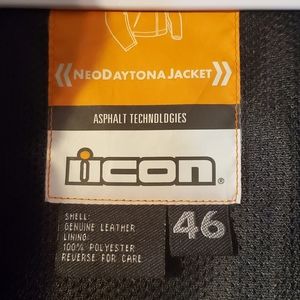 ⟪NEODAYTONA JACKET⟫
ASPHALT TECHNOLOGIES
icon®
SHELL:
GENUINE LEATHER
LINING:
100% POLYESTER
REVERSE FOR CARE
46